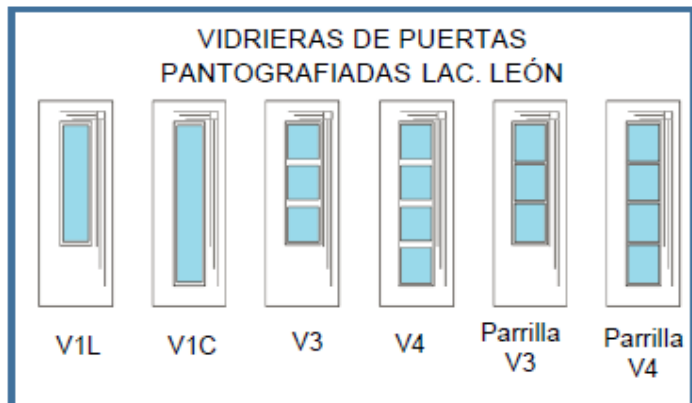 VIDRIERAS DE PUERTAS
PANTOGRAFIADAS LAC. LEÓN
V1L
V1C
V3
V4
Parrilla
V3
Parrilla
V4